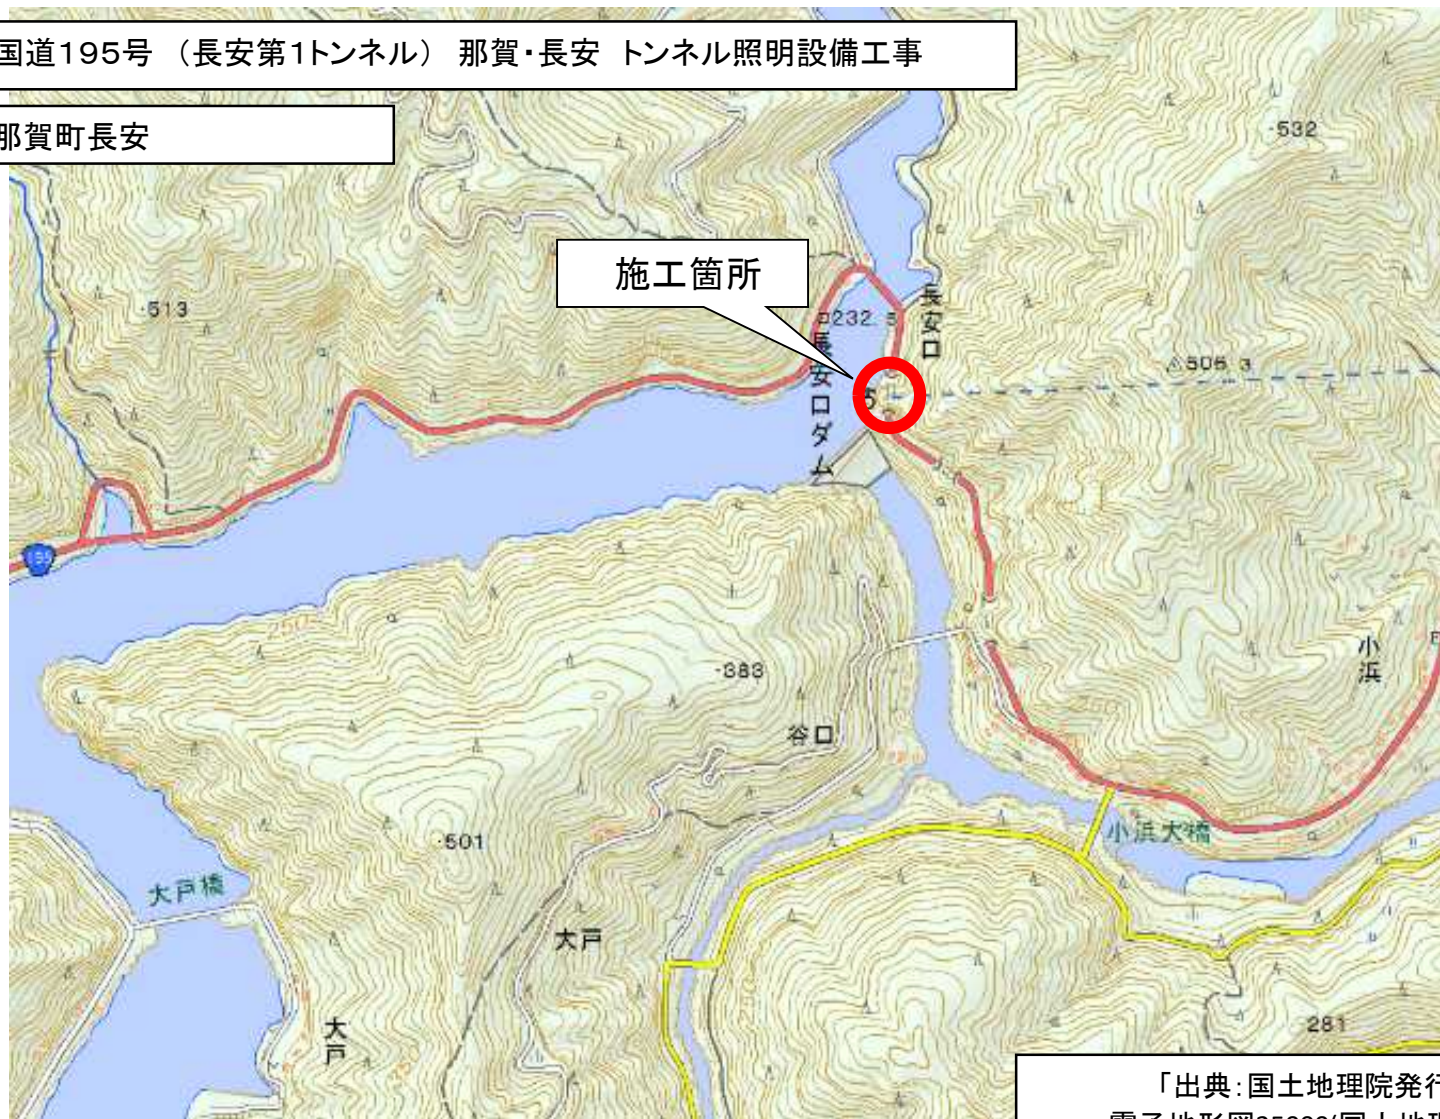 国道195号 （長安第1トンネル） 那賀・長安 トンネル照明設備工事
那賀町長安
施工箇所
・532
・513
232.5
長安口
長安口ダム
506.3
5
195
・383
小浜
谷口
小浜大橋
・501
大戸橋
大戸
大戸
281
「出典：国土地理院発行